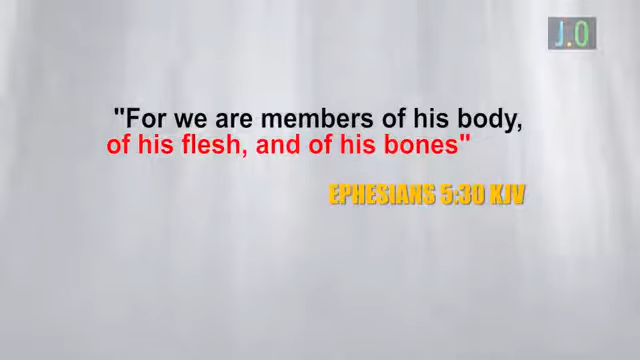 J.O
"For we are members of his body,
of his flesh, and of his bones"
EPHESIANS 5:30 KJV